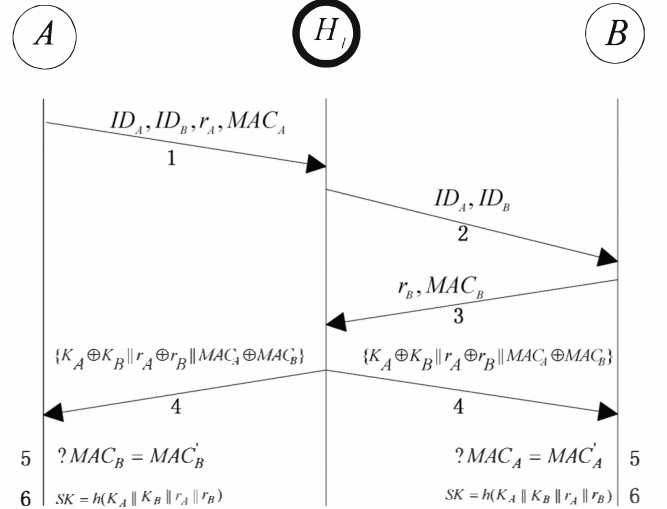 A H_l B
ID_A, ID_B, r_A, MAC_A
1
ID_A, ID_B
2
r_B, MAC_B
3
{K_A⊕K_B || r_A⊕r_B || MAC_A⊕MAC_B} {K_A⊕K_B || r_A⊕r_B || MAC_A⊕MAC_B}
4 4
5 ?MAC_B = MAC'_B ?MAC_A = MAC'_A 5
6 SK = h(K_A || K_B || r_A || r_B) SK = h(K_A || K_B || r_A || r_B) 6